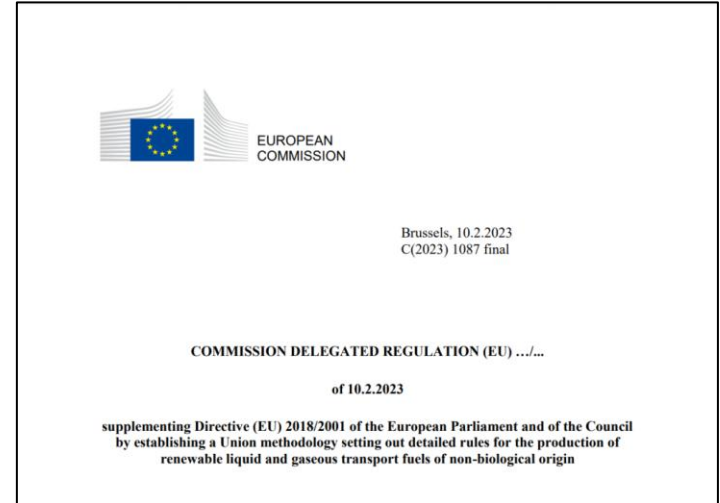 EUROPEAN
COMMISSION
Brussels, 10.2.2023
C(2023) 1087 final
COMMISSION DELEGATED REGULATION (EU) …/...
of 10.2.2023
supplementing Directive (EU) 2018/2001 of the European Parliament and of the Council
by establishing a Union methodology setting out detailed rules for the production of
renewable liquid and gaseous transport fuels of non-biological origin